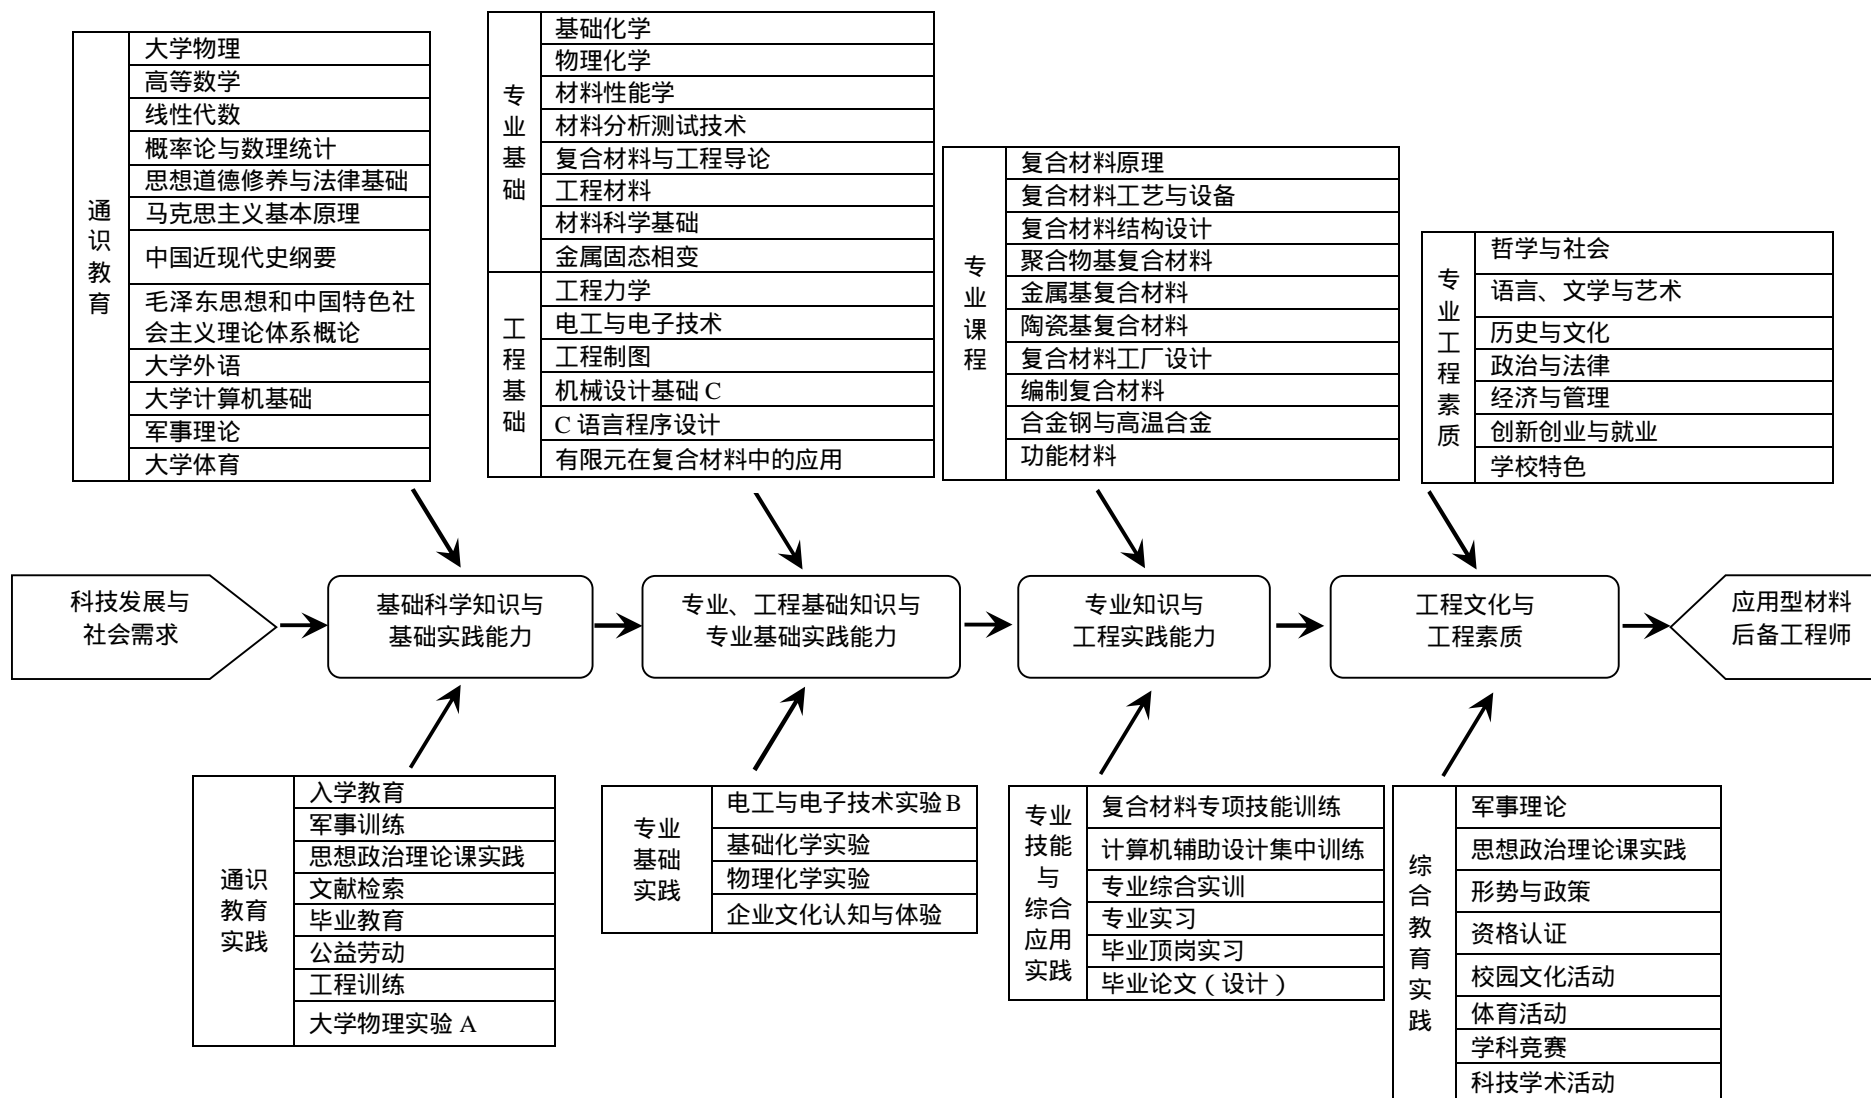 通
识
教
育
大学物理
高等数学
线性代数
概率论与数理统计
思想道德修养与法律基础
马克思主义基本原理
中国近现代史纲要
毛泽东思想和中国特色社
会主义理论体系概论
大学外语
大学计算机基础
军事理论
大学体育
专
业
基
础
基础化学
物理化学
材料性能学
材料分析测试技术
复合材料与工程导论
工程材料
材料科学基础
金属固态相变
工
程
基
础
工程力学
电工与电子技术
工程制图
机械设计基础 C
C 语言程序设计
有限元在复合材料中的应用
专
业
课
程
复合材料原理
复合材料工艺与设备
复合材料结构设计
聚合物基复合材料
金属基复合材料
陶瓷基复合材料
复合材料工厂设计
编制复合材料
合金钢与高温合金
功能材料
专
业
工
程
素
质
哲学与社会
语言、文学与艺术
历史与文化
政治与法律
经济与管理
创新创业与就业
学校特色
科技发展与
社会需求
基础科学知识与
基础实践能力
专业、工程基础知识与
专业基础实践能力
专业知识与
工程实践能力
工程文化与
工程素质
应用型材料
后备工程师
通识
教育
实践
入学教育
军事训练
思想政治理论课实践
文献检索
毕业教育
公益劳动
工程训练
大学物理实验 A
专业
基础
实践
电工与电子技术实验 B
基础化学实验
物理化学实验
企业文化认知与体验
专业
技能
与
综合
应用
实践
复合材料专项技能训练
计算机辅助设计集中训练
专业综合实训
专业实习
毕业顶岗实习
毕业论文（设计）
综
合
教
育
实
践
军事理论
思想政治理论课实践
形势与政策
资格认证
校园文化活动
体育活动
学科竞赛
科技学术活动